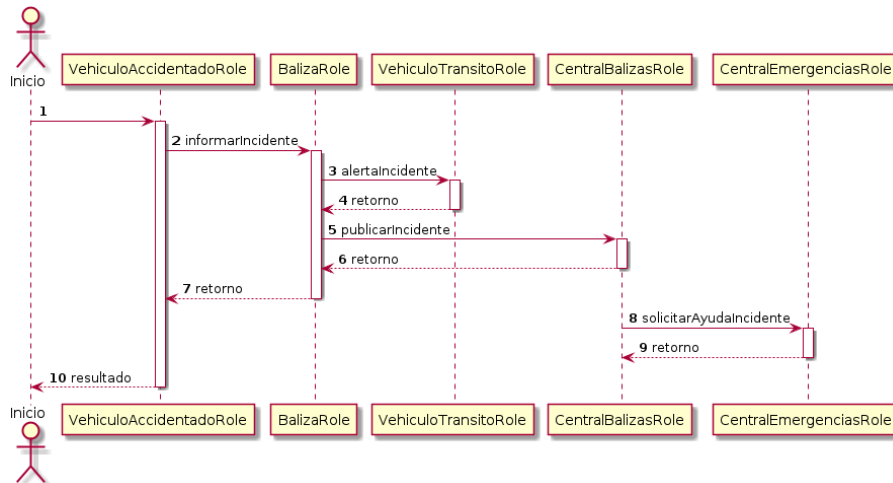 Inicio
VehiculoAccidentadoRole
BalizaRole
VehiculoTransitoRole
CentralBalizasRole
CentralEmergenciasRole
1
2 informarIncidente
3 alertaIncidente
4 retorno
5 publicarIncidente
6 retorno
7 retorno
8 solicitarAyudaIncidente
9 retorno
10 resultado
Inicio
VehiculoAccidentadoRole
BalizaRole
VehiculoTransitoRole
CentralBalizasRole
CentralEmergenciasRole